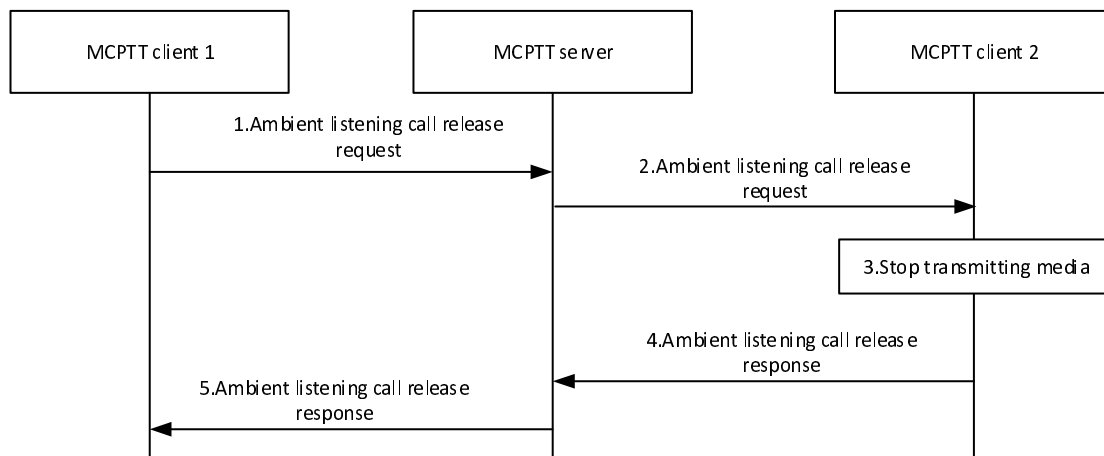 MCPTT client 1
MCPTT server
MCPTT client 2
1.Ambient listening call release
request
2.Ambient listening call release
request
3.Stop transmitting media
4.Ambient listening call release
response
5.Ambient listening call release
response